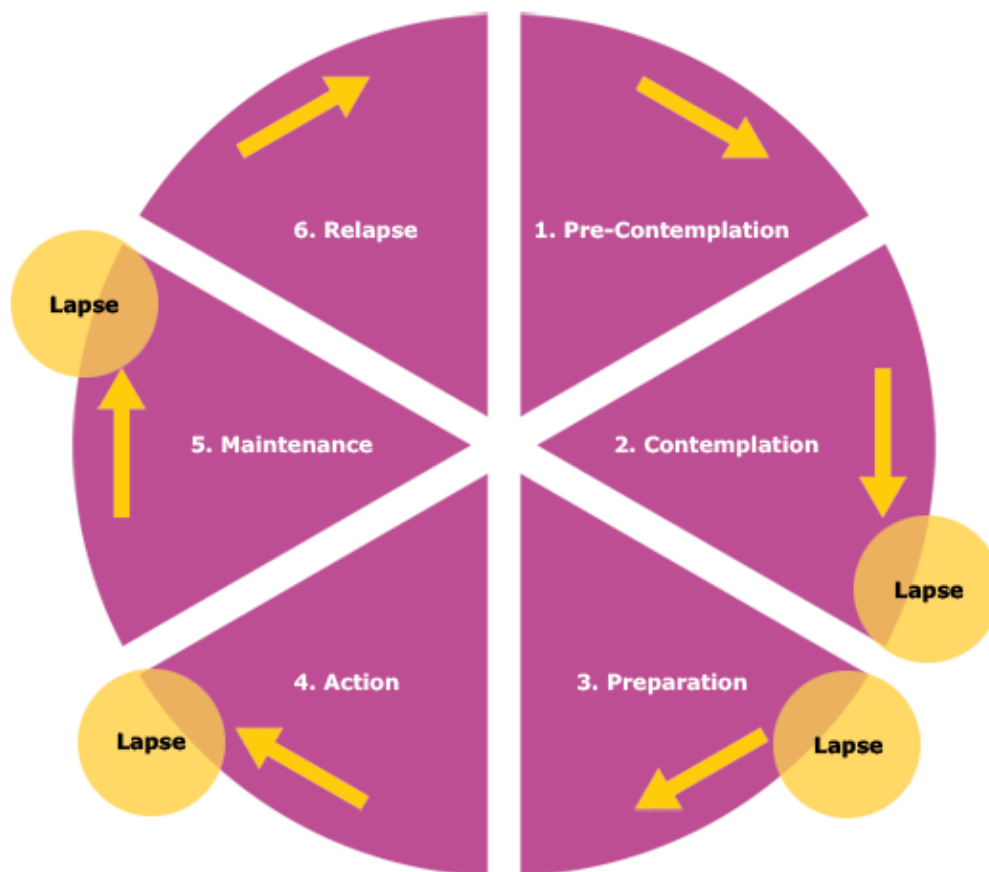 6. Relapse
1. Pre-Contemplation
Lapse
5. Maintenance
2. Contemplation
Lapse
4. Action
3. Preparation
Lapse
Lapse